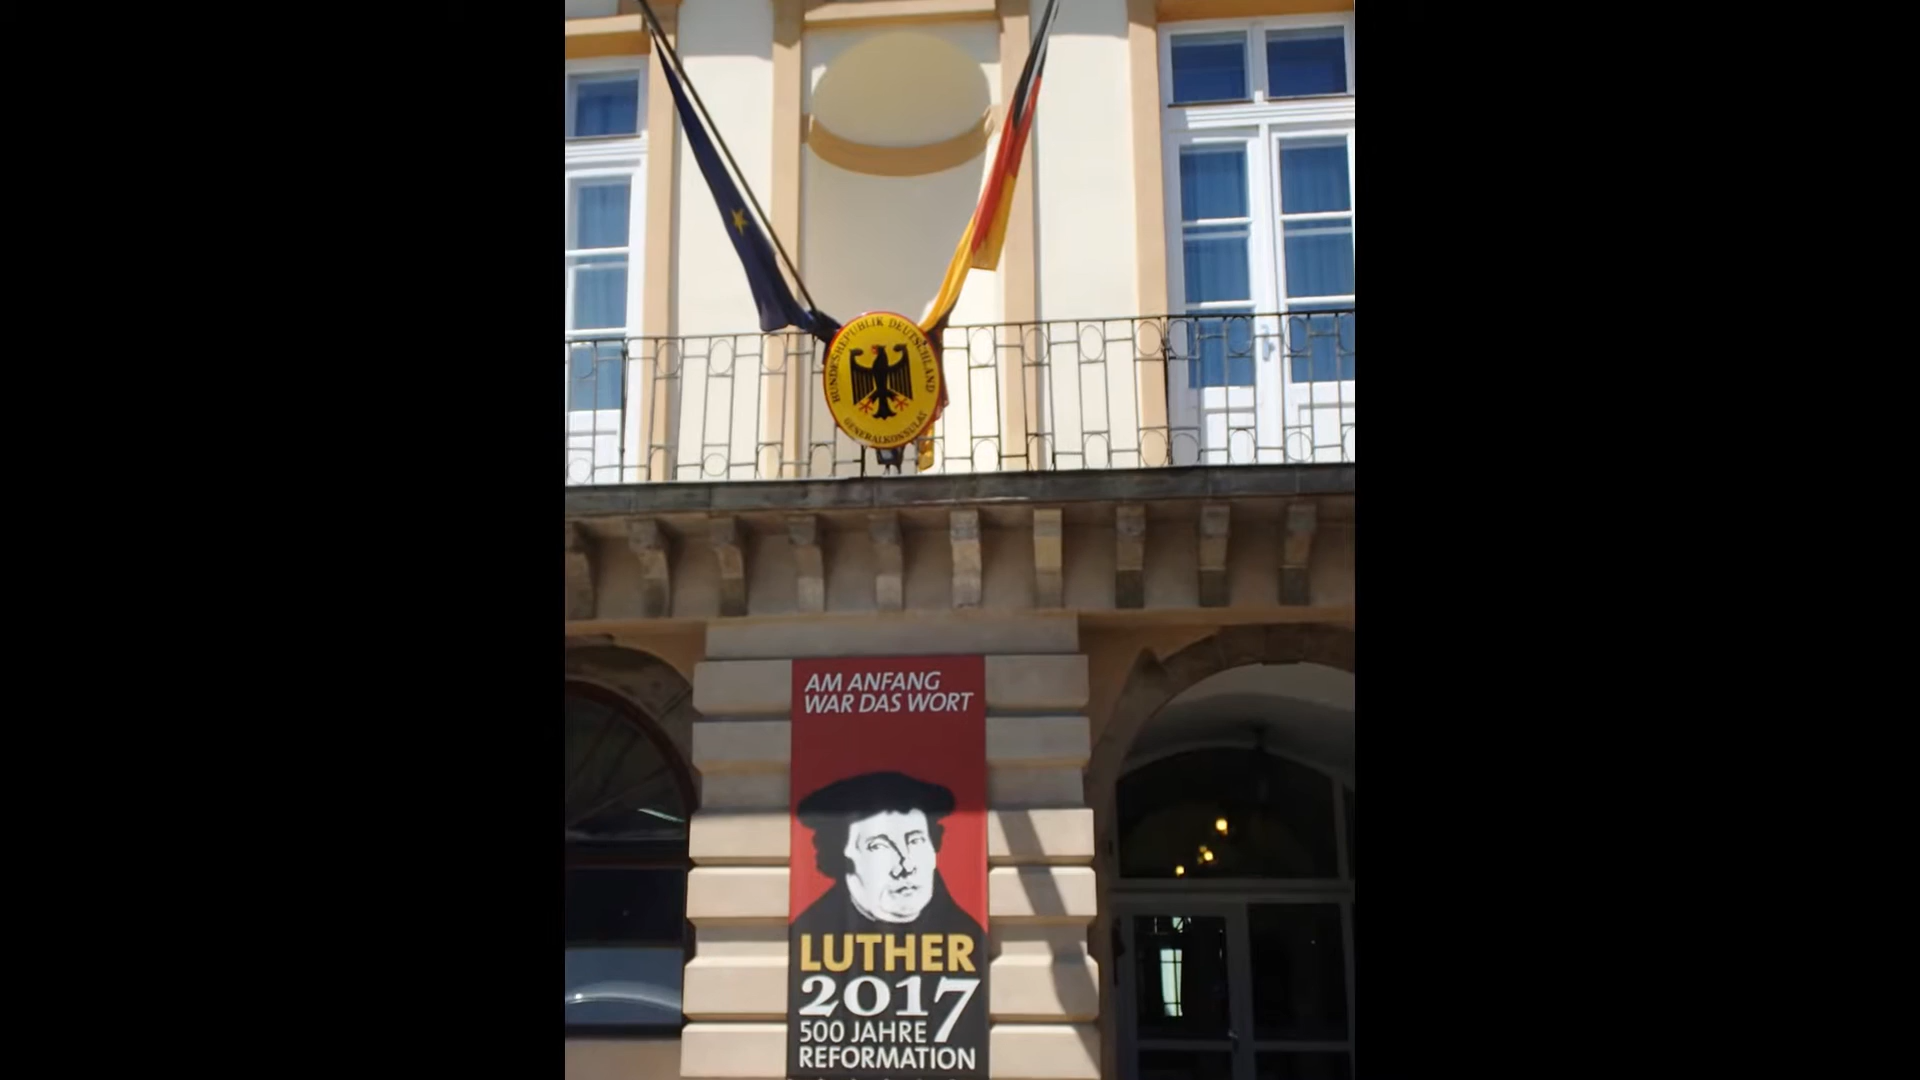 BUNDESREPUBLIK DEUTSCHLAND
GENERALKONSULAT
AM ANFANG
WAR DAS WORT
LUTHER
2017
500 JAHRE
REFORMATION